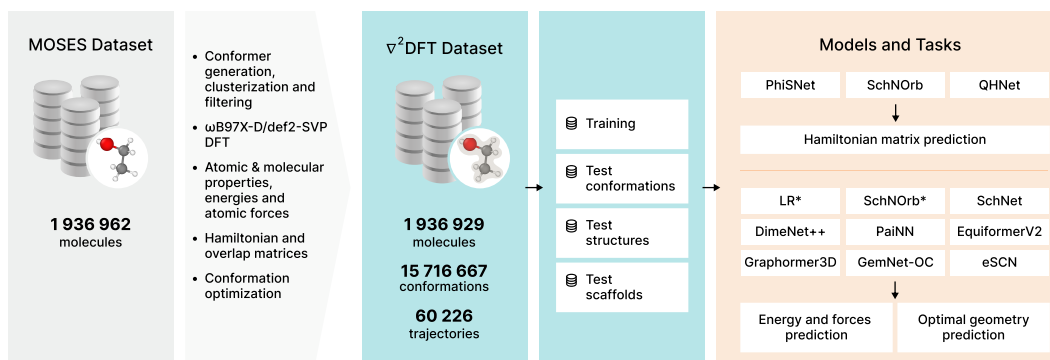 MOSES Dataset
1 936 962
molecules
• Conformer
generation,
clusterization and
filtering
• ωB97X-D/def2-SVP
DFT
• Atomic & molecular
properties,
energies and
atomic forces
• Hamiltonian and
overlap matrices
• Conformation
optimization
∇²DFT Dataset
1 936 929
molecules
15 716 667
conformations
60 226
trajectories
Training
Test
conformations
Test
structures
Test
scaffolds
Models and Tasks
PhiSNet SchNOrb QHNet
Hamiltonian matrix prediction
LR* SchNOrb* SchNet
DimeNet++ PaiNN EquiformerV2
Graphormer3D GemNet-OC eSCN
Energy and forces
prediction
Optimal geometry
prediction